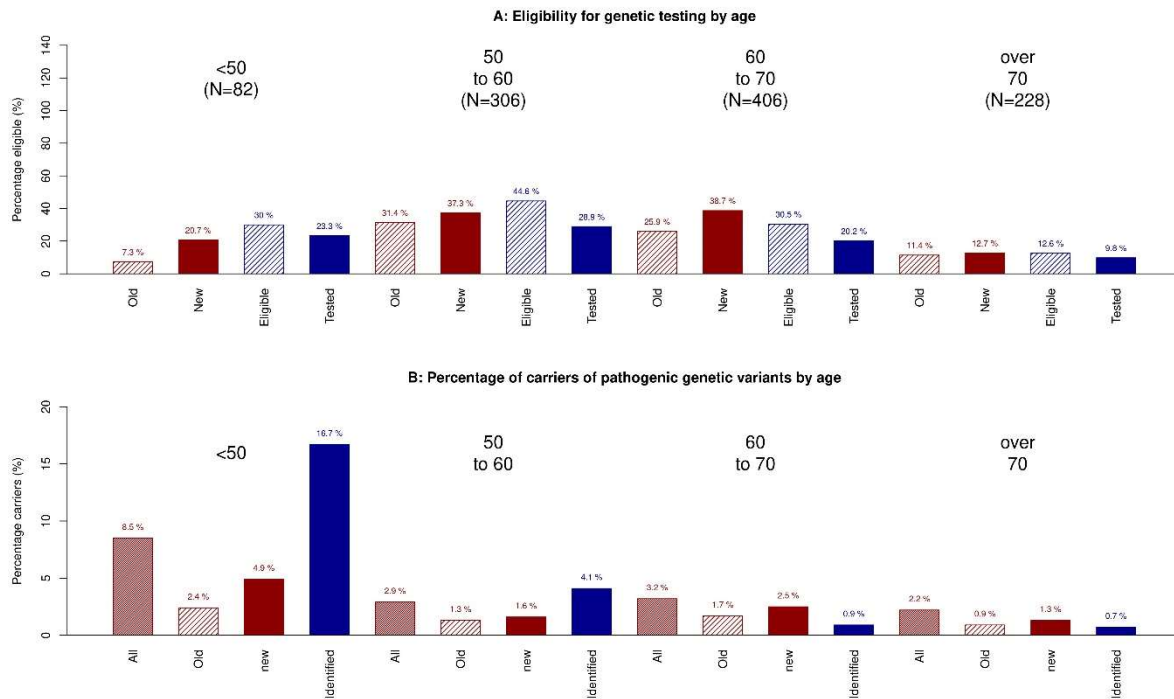 A: Eligibility for genetic testing by age
Percentage eligible (%)
140
120
100
80
60
40
20
0
<50
(N=82)
50
to 60
(N=306)
60
to 70
(N=406)
over
70
(N=228)
7.3 %
20.7 %
30 %
23.3 %
31.4 %
37.3 %
44.6 %
28.9 %
25.9 %
38.7 %
30.5 %
20.2 %
11.4 %
12.7 %
12.6 %
9.8 %
Old
New
Eligible
Tested
Old
New
Eligible
Tested
Old
New
Eligible
Tested
Old
New
Eligible
Tested
B: Percentage of carriers of pathogenic genetic variants by age
Percentage carriers (%)
20
15
10
5
0
<50
50
to 60
60
to 70
over
70
8.5 %
2.4 %
4.9 %
16.7 %
2.9 %
1.3 %
1.6 %
4.1 %
3.2 %
1.7 %
2.5 %
0.9 %
2.2 %
0.9 %
1.3 %
0.7 %
All
Old
new
Identified
All
Old
new
Identified
All
Old
new
Identified
All
Old
new
Identified